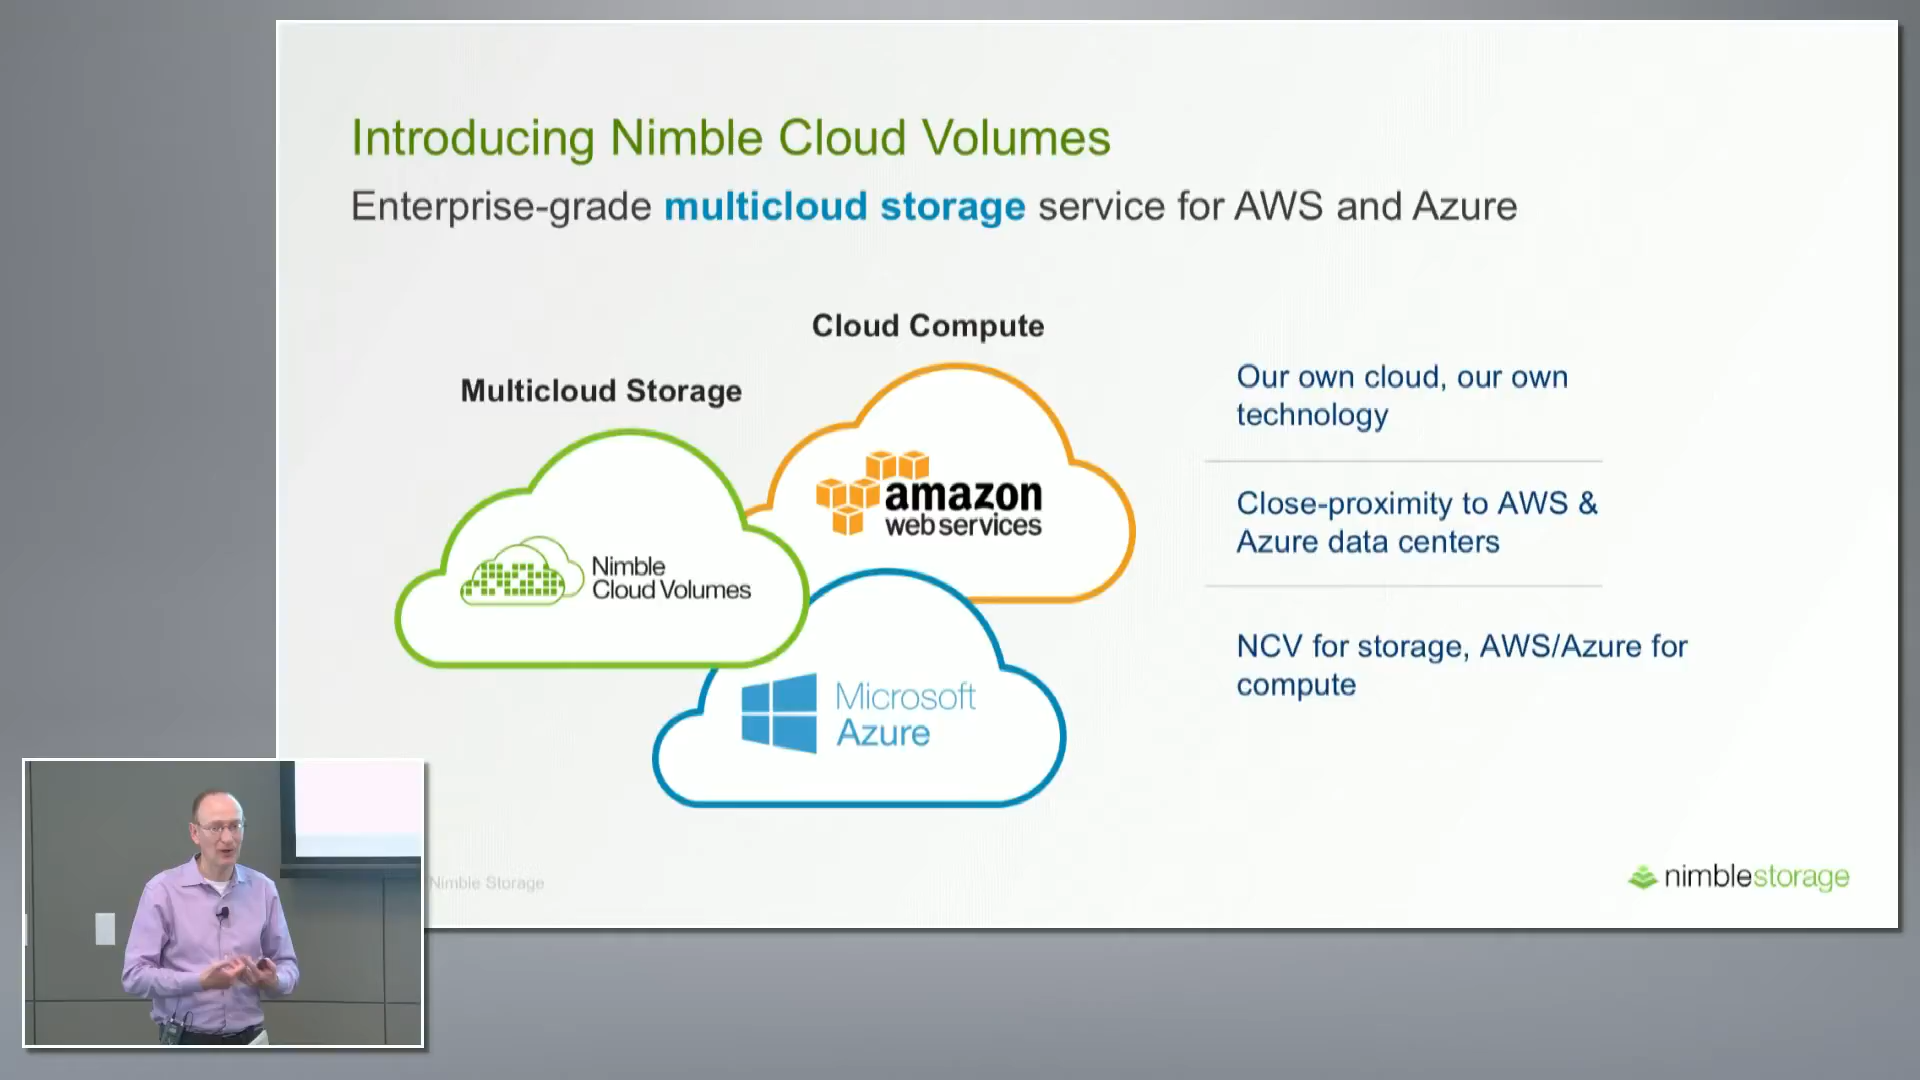 Introducing Nimble Cloud Volumes
Enterprise-grade multicloud storage service for AWS and Azure
Cloud Compute
Multicloud Storage
amazon
web services
Nimble
Cloud Volumes
Microsoft
Azure
Our own cloud, our own
technology
Close-proximity to AWS &
Azure data centers
NCV for storage, AWS/Azure for
compute
Nimble Storage
nimblestorage